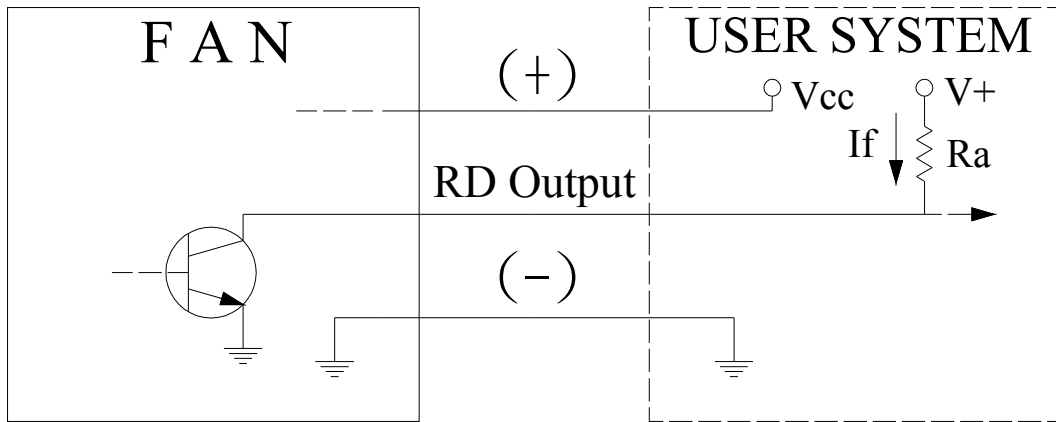 F A N
USER SYSTEM
(+)
Vcc
V+
If
Ra
RD Output
(-)